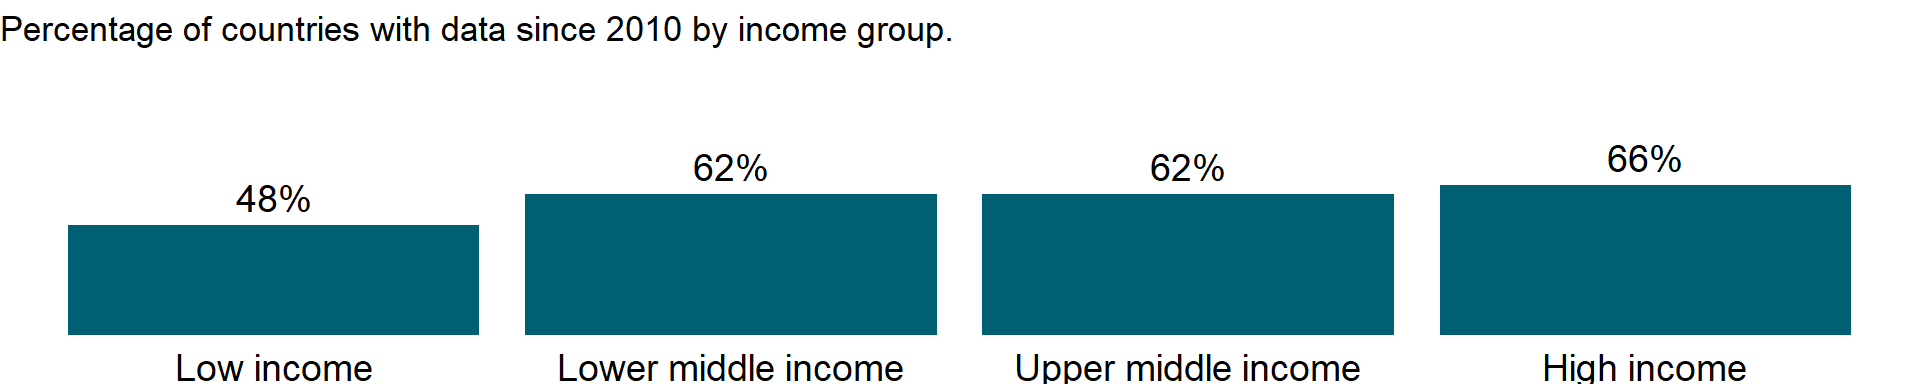 Percentage of countries with data since 2010 by income group.
48%
62%
62%
66%
Low income
Lower middle income
Upper middle income
High income